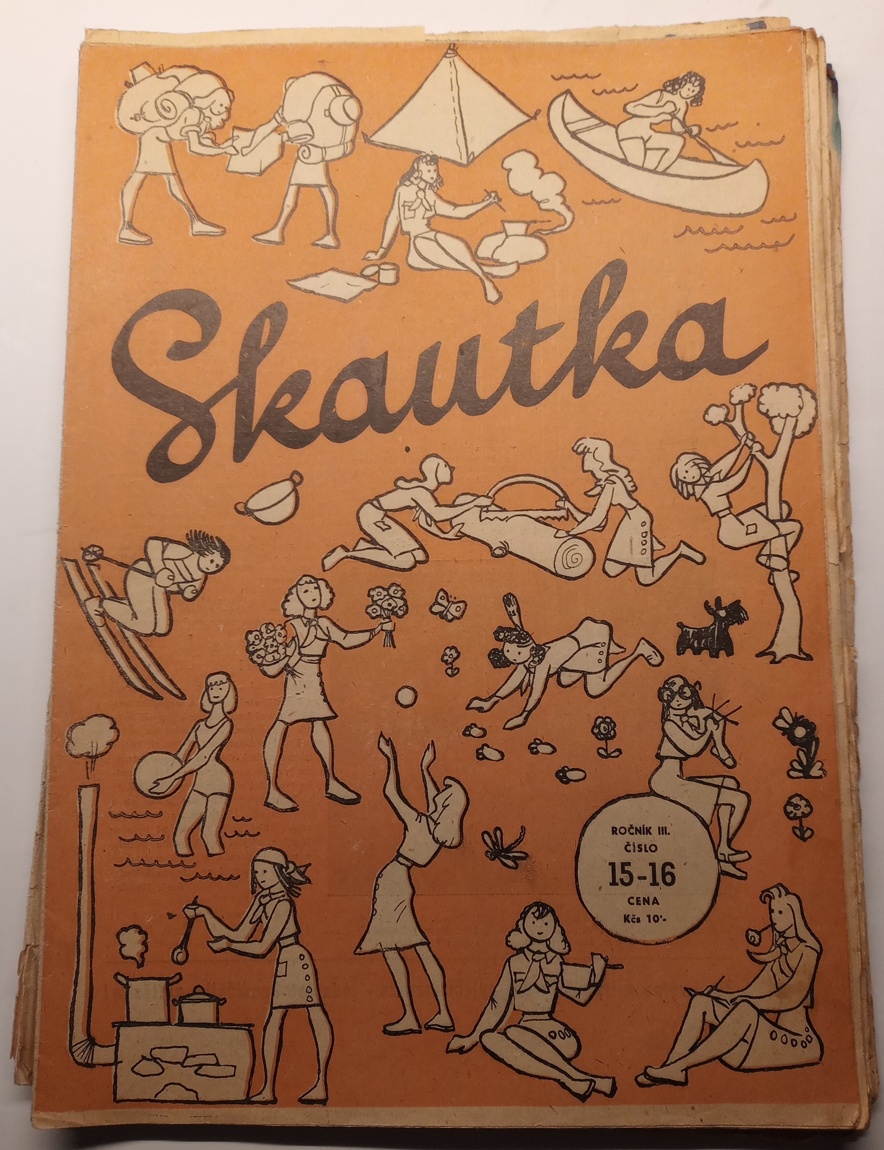 Skautka
ROČNÍK III.
ČÍSLO
15-16
CENA
Kčs 10'-